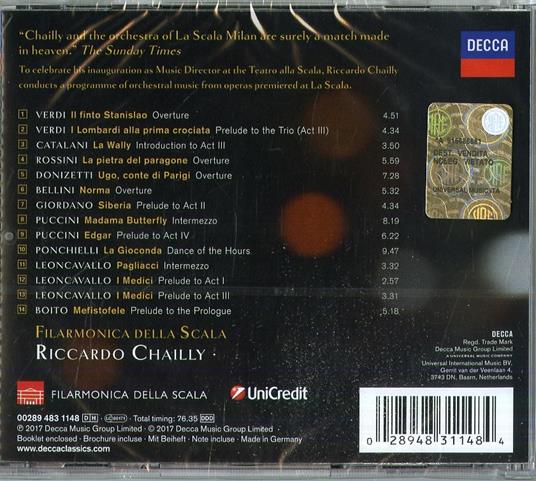 “Chailly and the orchestra of La Scala Milan are surely a match made
in heaven.” The Sunday Times
To celebrate his inauguration as Music Director at the Teatro alla Scala, Riccardo Chailly
conducts a programme of orchestral music from operas premiered at La Scala.
DECCA
1 VERDI Il finto Stanislao Overture 4.51
2 VERDI I Lombardi alla prima crociata Prelude to the Trio (Act III) 4.34
3 CATALANI La Wally Introduction to Act III 3.50
4 ROSSINI La pietra del paragone Overture 5.59
5 DONIZETTI Ugo, conte di Parigi Overture 7.28
6 BELLINI Norma Overture 5.32
7 GIORDANO Siberia Prelude to Act II 4.34
8 PUCCINI Madama Butterfly Intermezzo 8.19
9 PUCCINI Edgar Prelude to Act IV 6.22
10 PONCHIELLI La Gioconda Dance of the Hours 9.47
11 LEONCAVALLO Pagliacci Intermezzo 3.32
12 LEONCAVALLO I Medici Prelude to Act I 2.57
13 LEONCAVALLO I Medici Prelude to Act III 3.31
14 BOITO Mefistofele Prelude to the Prologue 5.18
DEST. VENDITA
NOLEG. VIETATO
UNIVERSAL MUSIC ITA
FILARMONICA DELLA SCALA
RICCARDO CHAILLY
DECCA
Regd. Trade Mark
Decca Music Group Limited
A UNIVERSAL MUSIC COMPANY
Universal International Music BV,
Gerrit van der Veenlaan 4,
3743 DN, Baarn, Netherlands
FILARMONICA DELLA SCALA
UniCredit
00289 483 1148 DH LC00171 Total timing: 76.35 DDD
℗ 2017 Decca Music Group Limited · © 2017 Decca Music Group Limited
Booklet enclosed · Brochure incluse · Mit Beiheft · Note incluse · Made in Germany
www.deccaclassics.com
0 28948 31148 4